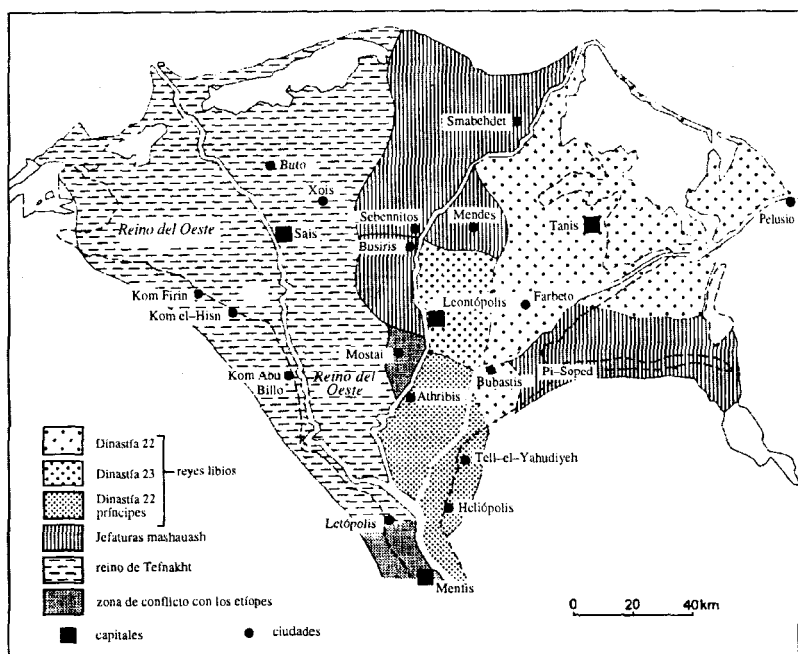 Smabehdet
Buto
Xois
Sebennitos
Mendes
Reino del Oeste
Sais
Tanis
Pelusio
Busiris
Kom Firin
Leontópolis
Farbeto
Kom el-Hisn
Mostai
Kom Abu
Billo
Reino del
Oeste
Bubastis
Pi-Soped
Athribis
Dinastía 22
Dinastía 23
reyes libios
Tell-el-Yahudiyeh
Dinastía 22
príncipes
Heliópolis
Letópolis
Jefaturas mashauash
reino de Tefnakht
Menfis
zona de conflicto con los etíopes
0 20 40 km
capitales
ciudades